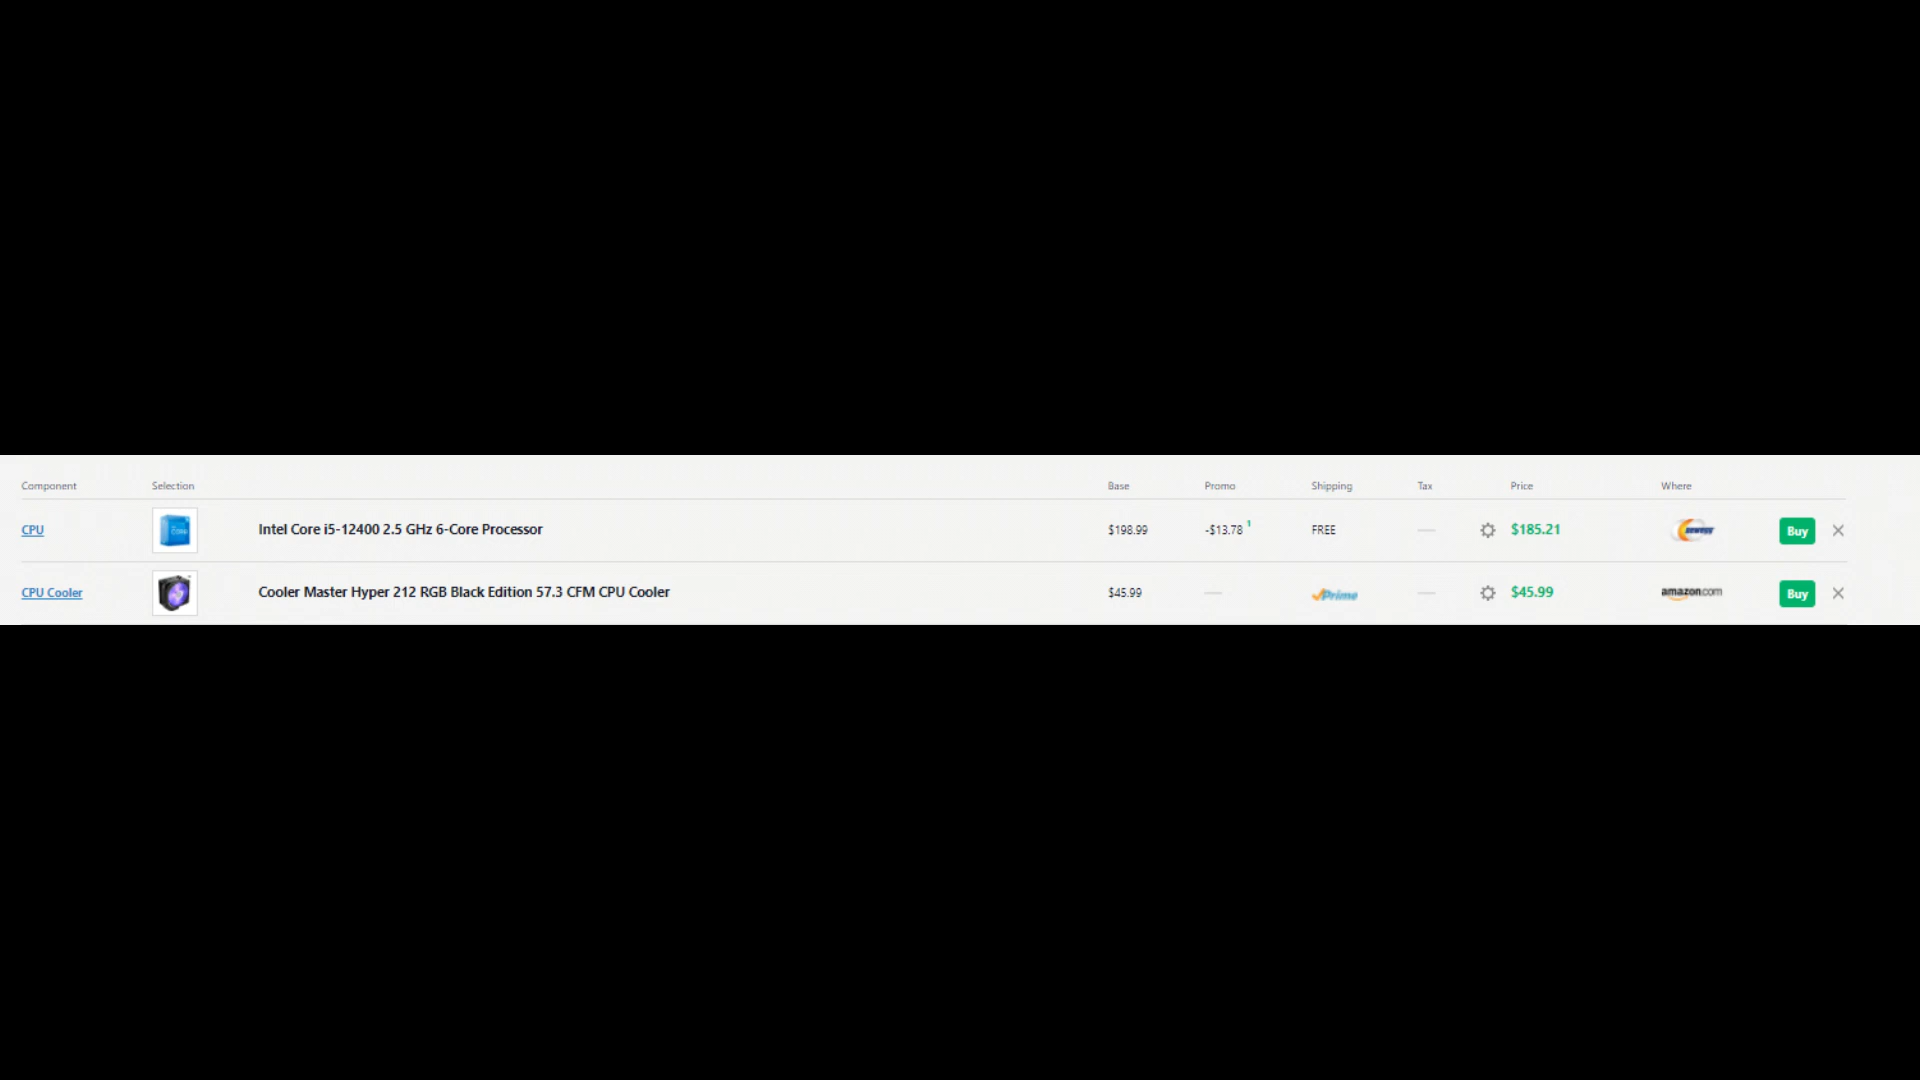 Component Selection Base Promo Shipping Tax Price Where
CPU Intel Core i5-12400 2.5 GHz 6-Core Processor $198.99 -$13.78 1 FREE — $185.21 newegg Buy
CPU Cooler Cooler Master Hyper 212 RGB Black Edition 57.3 CFM CPU Cooler $45.99 — Prime — $45.99 amazon.com Buy